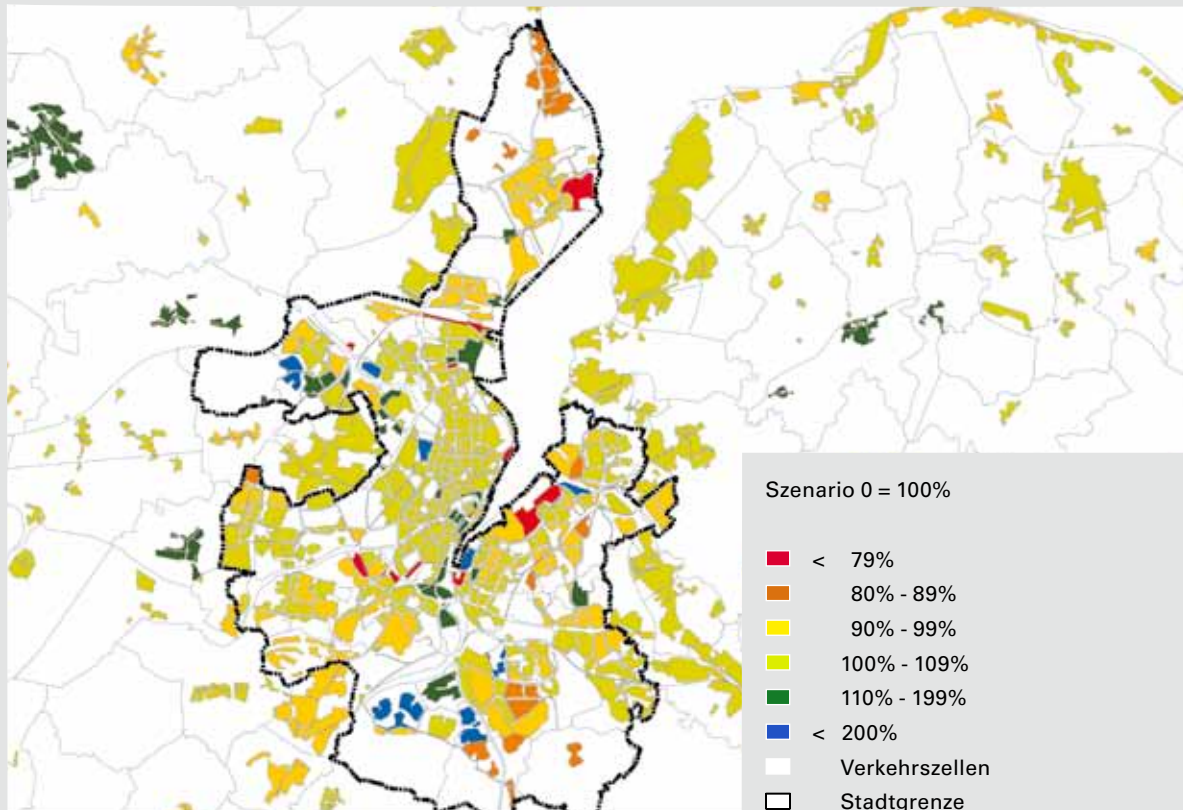 Szenario 0 = 100%
< 79%
80% - 89%
90% - 99%
100% - 109%
110% - 199%
< 200%
Verkehrszellen
Stadtgrenze